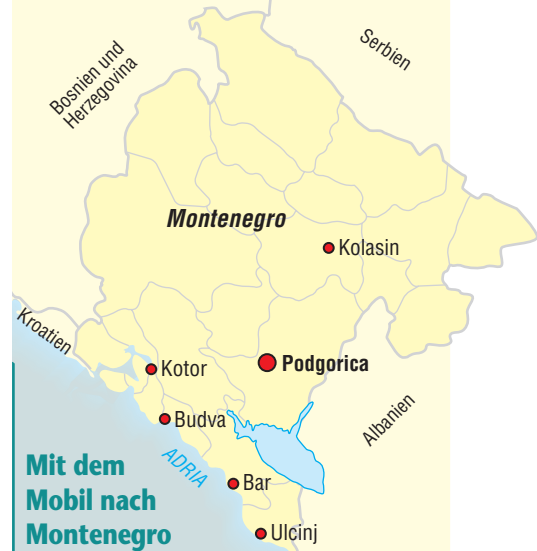 Serbien
Bosnien und
Herzegovina
Montenegro
Kolasin
Kroatien
Kotor
Podgorica
Budva
Albanien
ADRIA
Bar
Ulcinj
Mit dem
Mobil nach
Montenegro